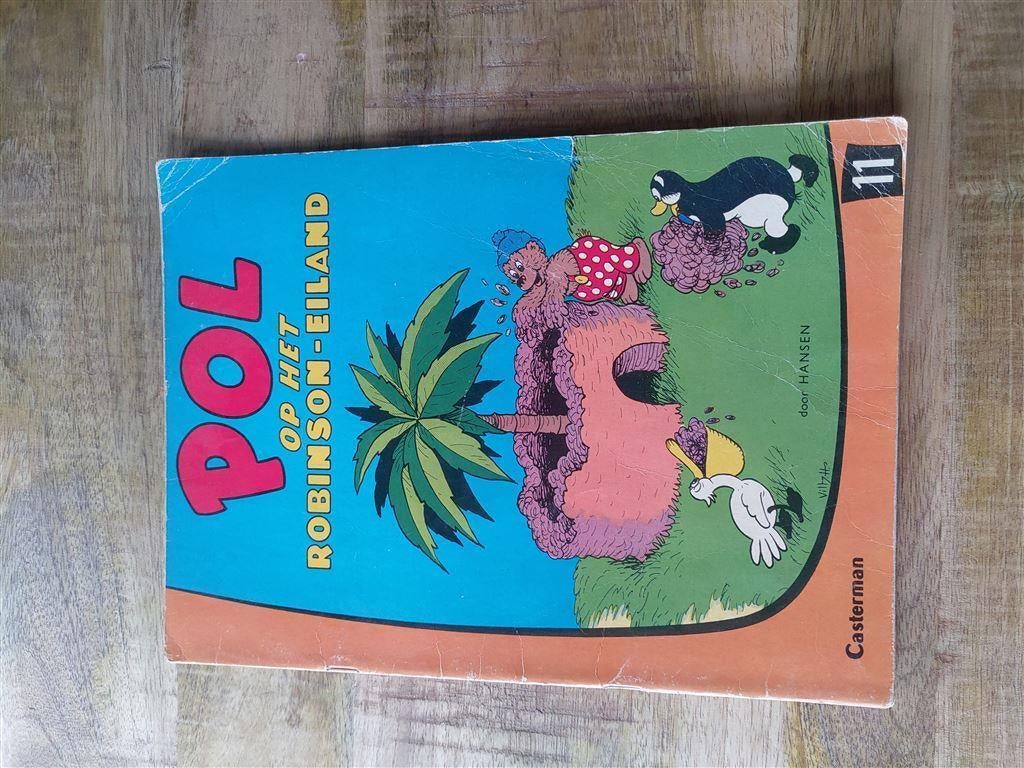 POL
OP HET
ROBINSON-EILAND
door HANSEN
Casterman
11